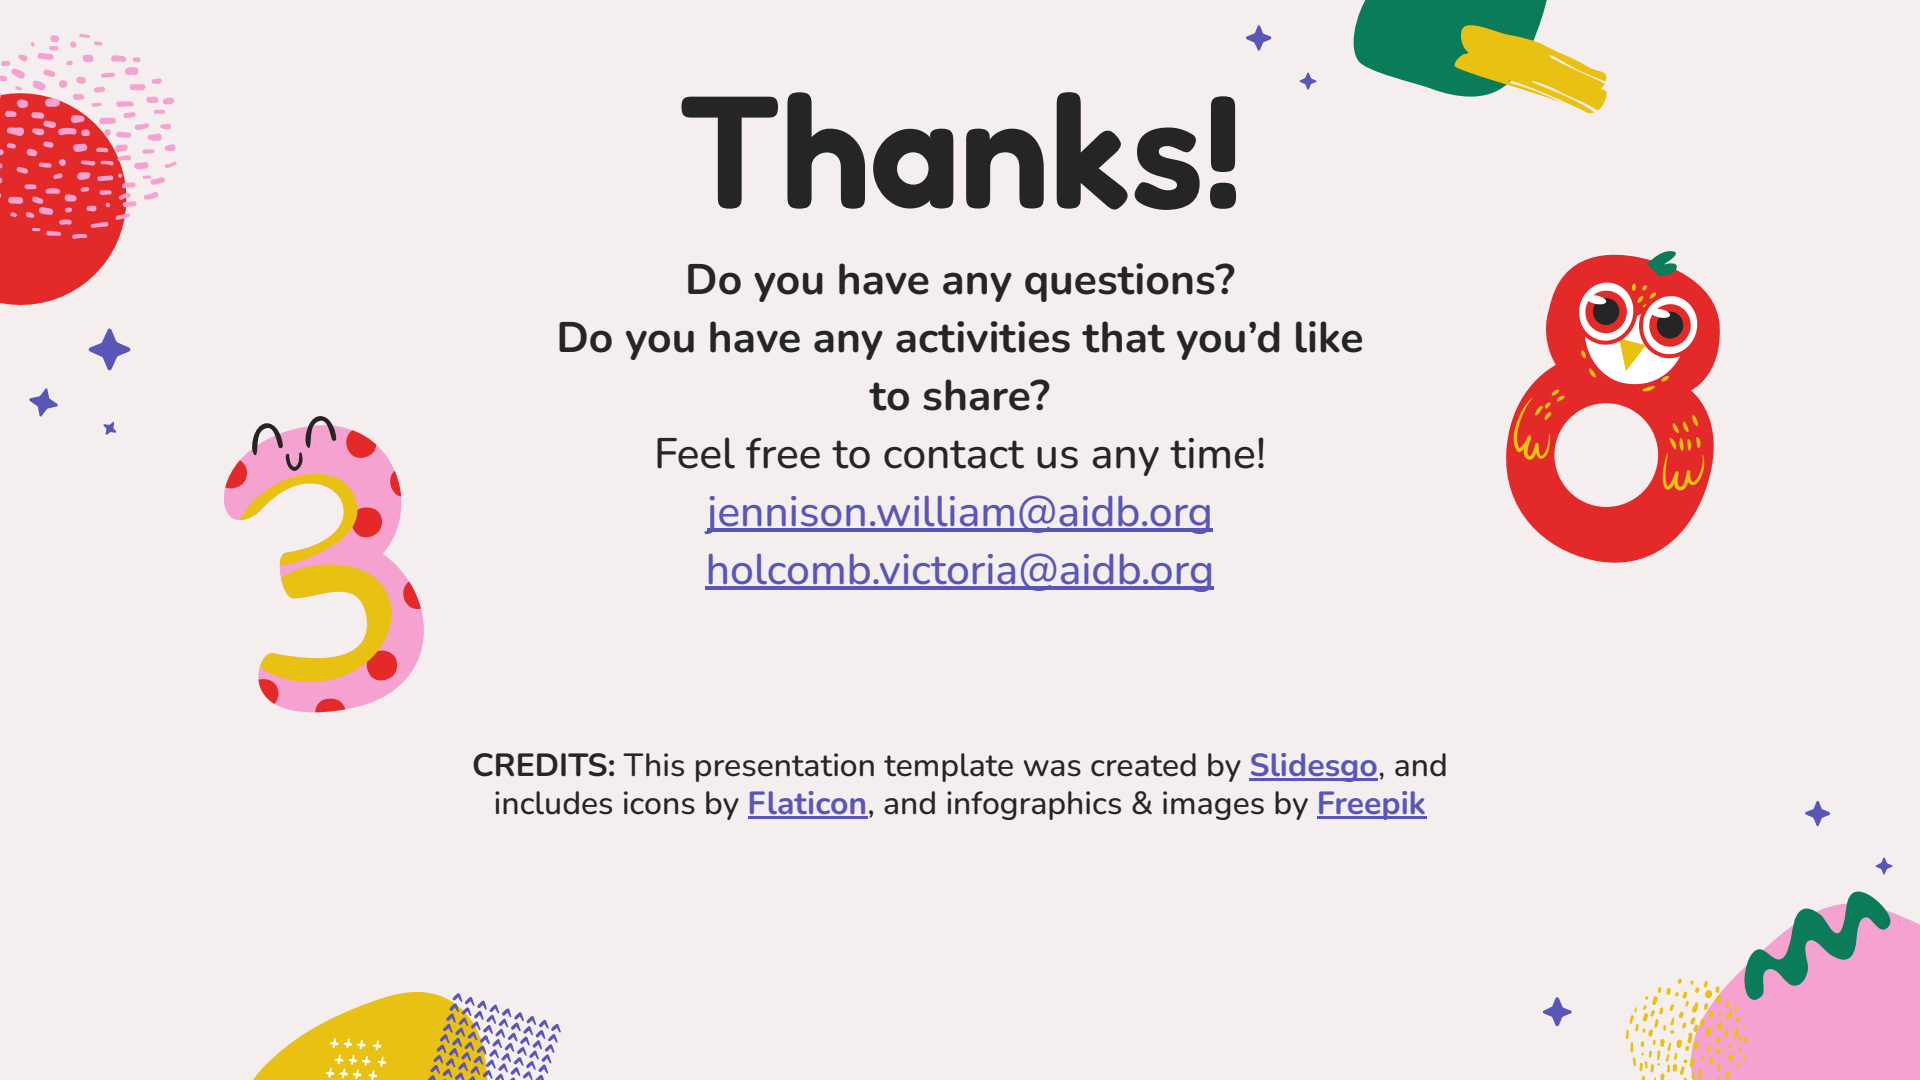 Thanks!
Do you have any questions?
Do you have any activities that you’d like
to share?
Feel free to contact us any time!
jennison.william@aidb.org
holcomb.victoria@aidb.org
CREDITS: This presentation template was created by Slidesgo, and
includes icons by Flaticon, and infographics & images by Freepik